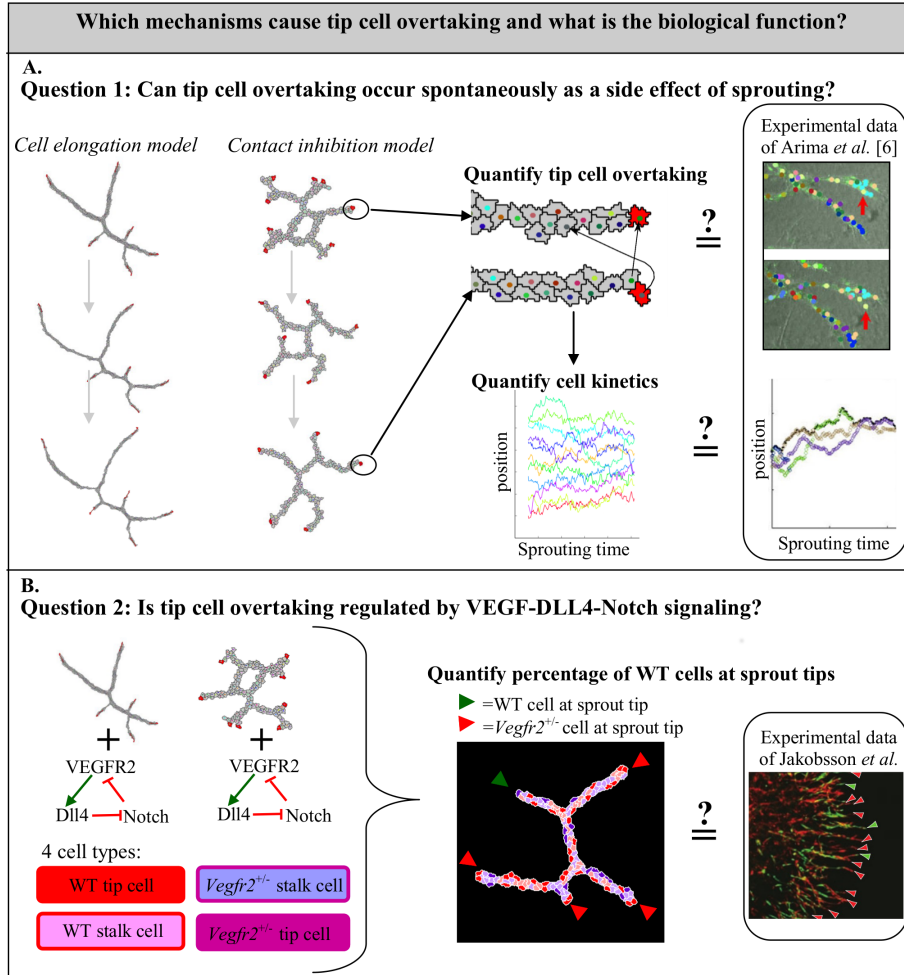 Which mechanisms cause tip cell overtaking and what is the biological function?
A.
Question 1: Can tip cell overtaking occur spontaneously as a side effect of sprouting?
Cell elongation model
Contact inhibition model
Quantify tip cell overtaking
?
=
Experimental data
of Arima et al. [6]
Quantify cell kinetics
position
Sprouting time
?
=
position
Sprouting time
B.
Question 2: Is tip cell overtaking regulated by VEGF-DLL4-Notch signaling?
+
VEGFR2
Dll4
Notch
+
VEGFR2
Dll4
Notch
4 cell types:
WT tip cell
Vegfr2+/- stalk cell
WT stalk cell
Vegfr2+/- tip cell
Quantify percentage of WT cells at sprout tips
=WT cell at sprout tip
=Vegfr2+/- cell at sprout tip
?
=
Experimental data
of Jakobsson et al.